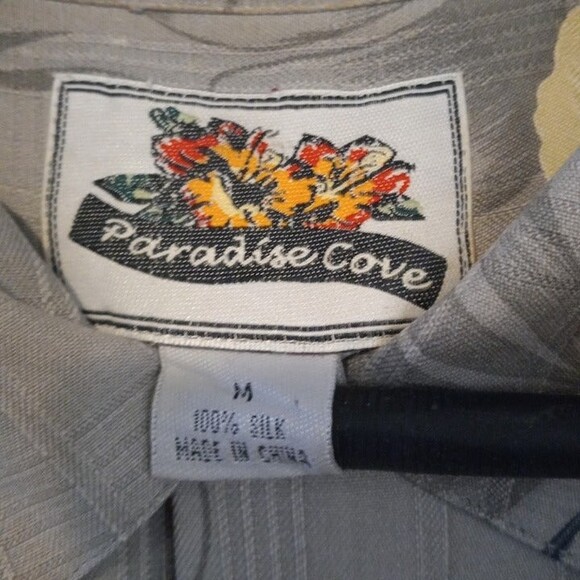 Paradise Cove
M
100% SILK
MADE IN CHINA